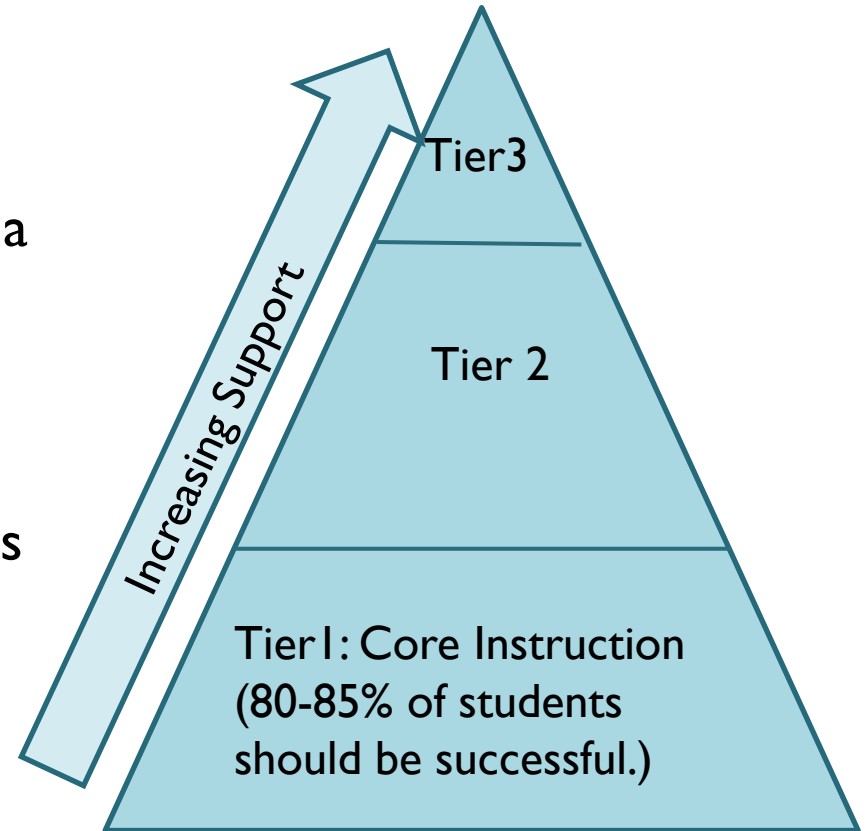 Tier3
a
Tier 2
Increasing Support
s
Tier1: Core Instruction
(80-85% of students
should be successful.)